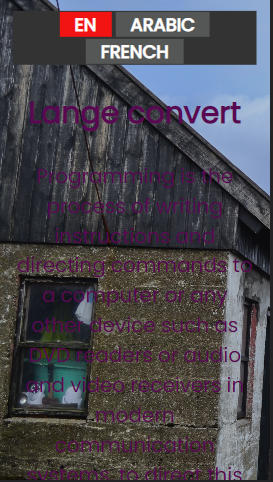 EN ARABIC
FRENCH
Lange convert
Programming is the
process of writing
instructions and
directing commands to
a computer or any
other device such as
DVD readers or audio
and video receivers in
modern
communication
systems, to direct this